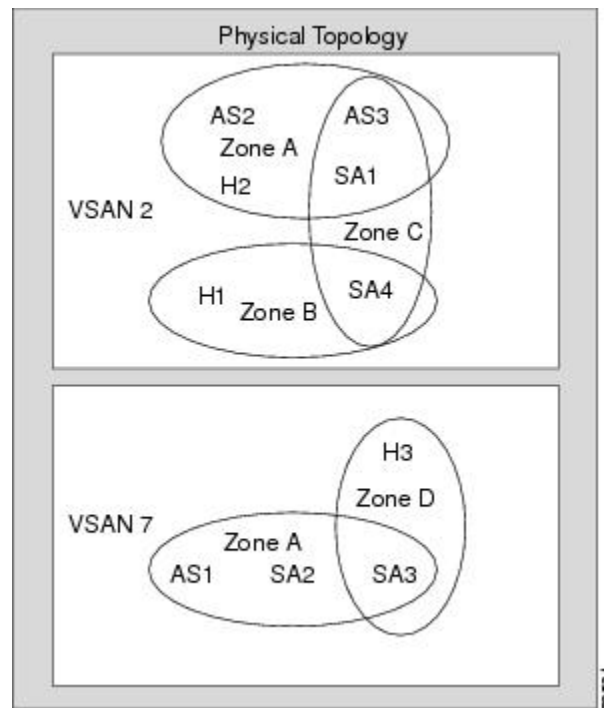 Physical Topology
AS2 AS3
Zone A
H2 SA1
VSAN 2
Zone C
H1 Zone B SA4
H3
Zone D
VSAN 7
Zone A
AS1 SA2 SA3